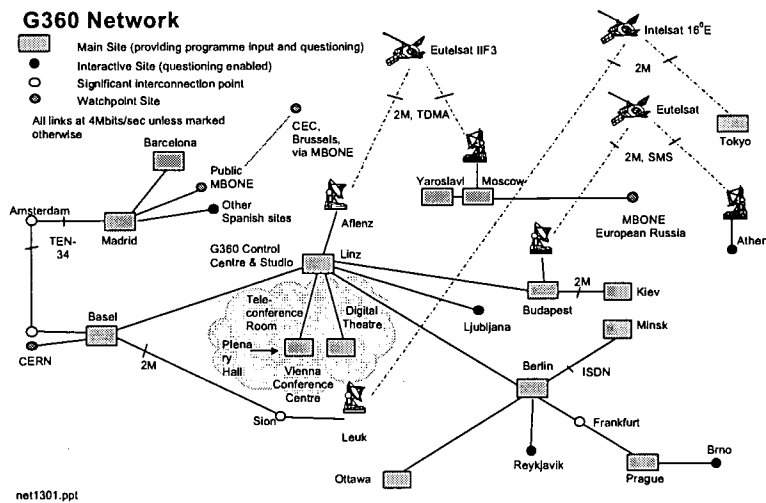 G360 Network
Main Site (providing programme input and questioning)
Interactive Site (questioning enabled)
Significant interconnection point
Watchpoint Site
All links at 4Mbits/sec unless marked
otherwise
Eutelsat IIF3
Intelsat 16°E
2M
Eutelsat
2M, TDMA
2M, SMS
Tokyo
Barcelona
CEC,
Brussels,
via MBONE
Public
MBONE
Other
Spanish sites
Amsterdam
TEN-
34
Madrid
Yaroslavl
Moscow
MBONE
European Russia
Ather
Aflenz
G360 Control
Centre & Studio
Linz
Budapest
2M
Kiev
Basel
CERN
2M
Tele-
conference
Room
Digital
Theatre
Plena
ry
Hall
Vienna
Conference
Centre
Ljubljana
Minsk
Berlin
ISDN
Sion
Leuk
Frankfurt
Ottawa
Reykjavik
Prague
Brno
net1301.ppt